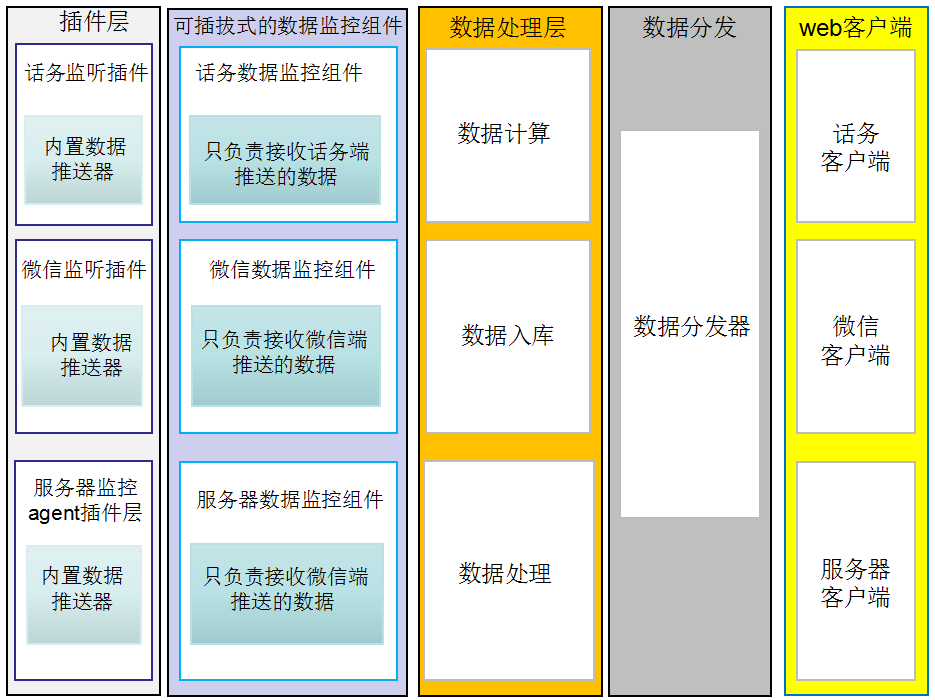 插件层
话务监听插件
内置数据
推送器
微信监听插件
内置数据
推送器
服务器监控
agent插件层
内置数据
推送器
可插拔式的数据监控组件
话务数据监控组件
只负责接收话务端
推送的数据
微信数据监控组件
只负责接收微信端
推送的数据
服务器数据监控组件
只负责接收微信端
推送的数据
数据处理层
数据计算
数据入库
数据处理
数据分发
数据分发器
web客户端
话务
客户端
微信
客户端
服务器
客户端